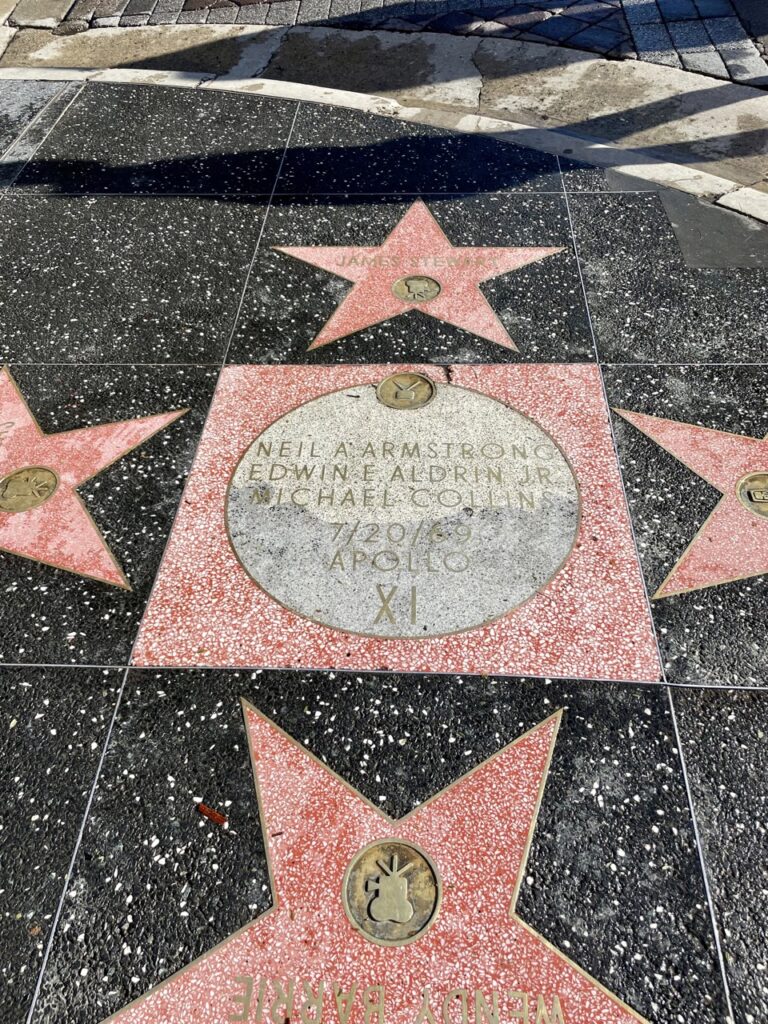 JAMES STEWART
NEIL A. ARMSTRONG
EDWIN E. ALDRIN JR.
MICHAEL COLLINS
7/20/69
APOLLO
XI
WENDY BARRIE